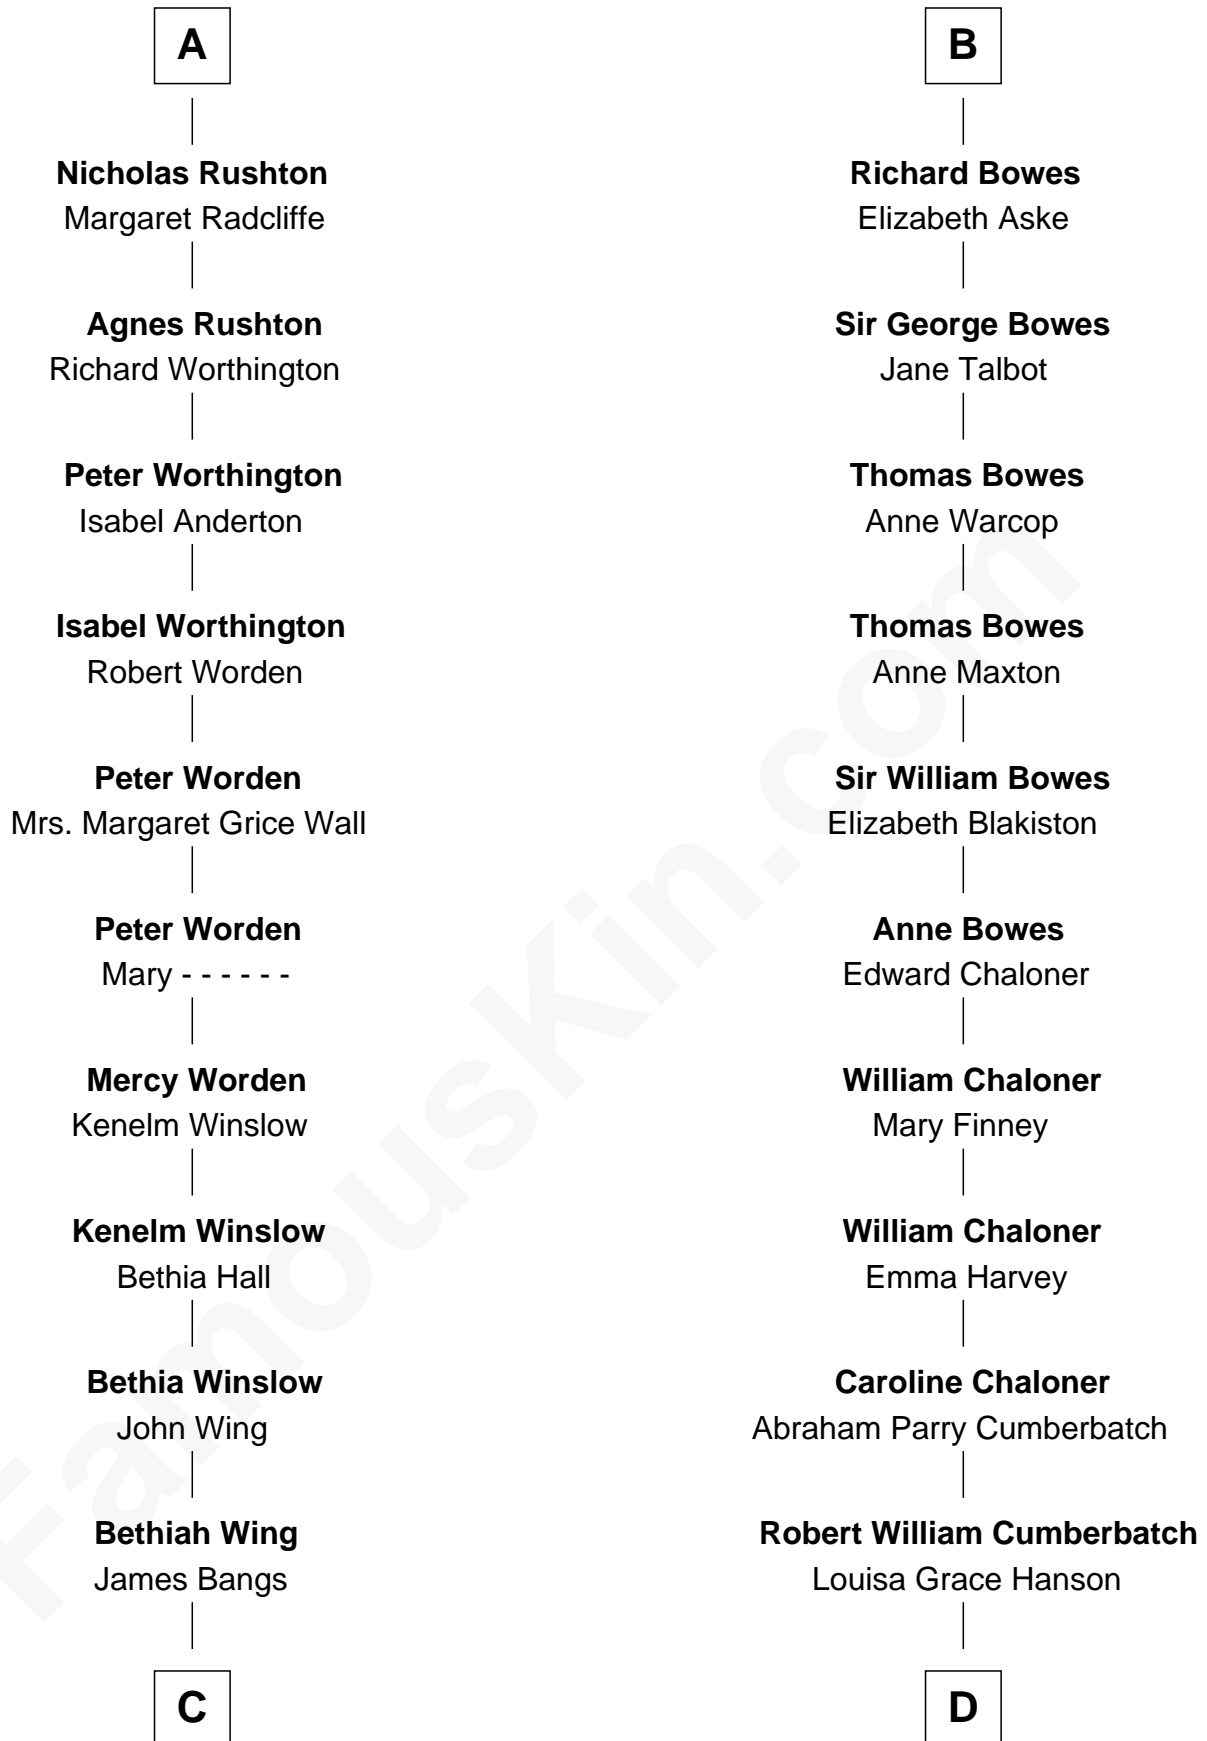 A
Nicholas Rushton
Margaret Radcliffe
Agnes Rushton
Richard Worthington
Peter Worthington
Isabel Anderton
Isabel Worthington
Robert Worden
Peter Worden
Mrs. Margaret Grice Wall
Peter Worden
Mary - - - - - -
Mercy Worden
Kenelm Winslow
Kenelm Winslow
Bethia Hall
Bethia Winslow
John Wing
Bethiah Wing
James Bangs
C
B
Richard Bowes
Elizabeth Aske
Sir George Bowes
Jane Talbot
Thomas Bowes
Anne Warcop
Thomas Bowes
Anne Maxton
Sir William Bowes
Elizabeth Blakiston
Anne Bowes
Edward Chaloner
William Chaloner
Mary Finney
William Chaloner
Emma Harvey
Caroline Chaloner
Abraham Parry Cumberbatch
Robert William Cumberbatch
Louisa Grace Hanson
D
FamousKin.com